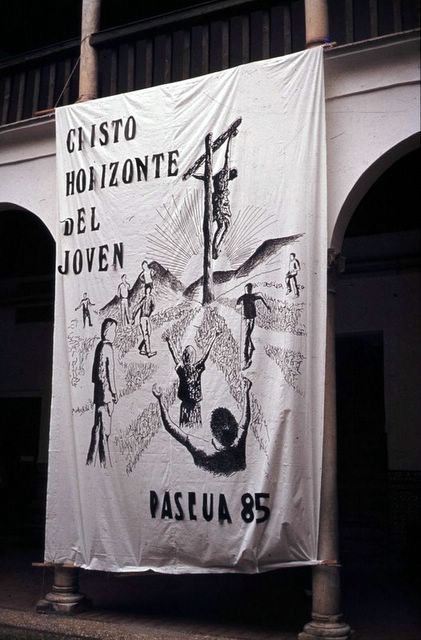 CRISTO
HORIZONTE
DEL
JOVEN
PASCUA 85